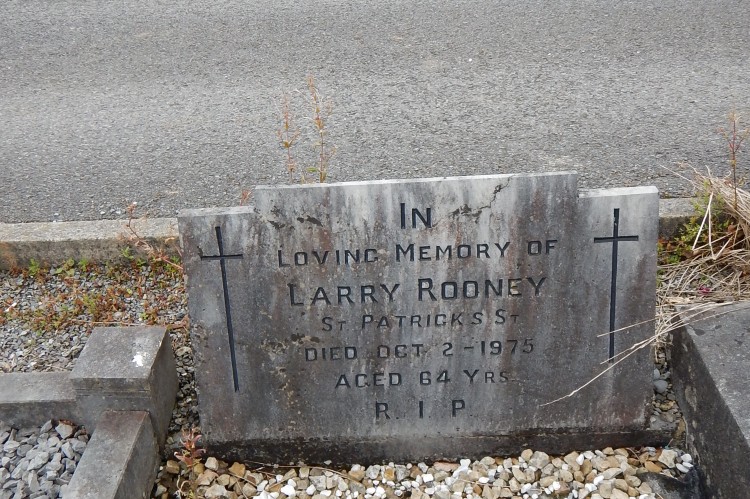 IN
LOVING MEMORY OF
LARRY ROONEY
ST PATRICKS ST.
DIED OCT. 2-1975
AGED 64 YRS.
R. I. P.